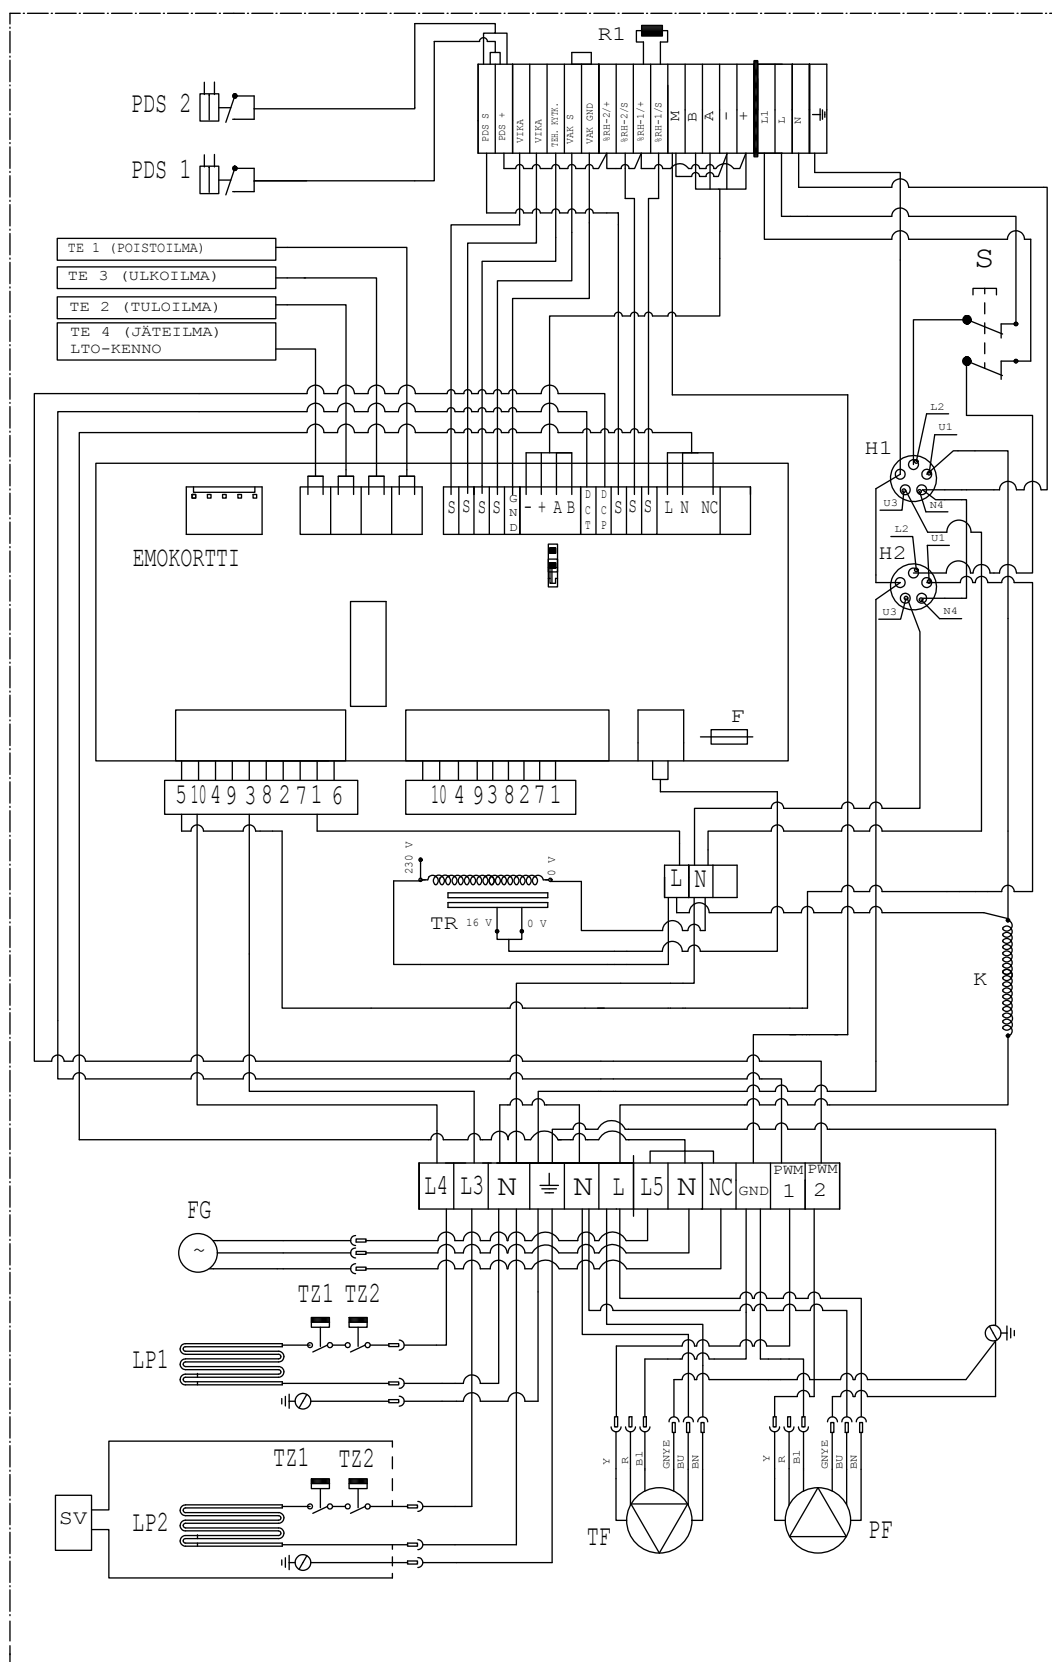 R1
PDS 2
PDS 1
PDS S
PDS +
VIKA
VIKA
TEH. KYTK.
VAK S
VAK GND
%RH-2/+
%RH-2/S
%RH-1/+
%RH-1/S
M
B
A
-
+
L1
L
N
TE 1 (POISTOILMA)
TE 3 (ULKOILMA)
TE 2 (TULOILMA)
TE 4 (JÄTEILMA)
LTO-KENNO
S
L2
U1
H1
U3
N4
L2
U1
H2
U3
N4
S S S S GND - + A B DCT DCP S S S L N NC
EMOKORTTI
F
5 10 4 9 3 8 2 7 1 6
10 4 9 3 8 2 7 1
230 V
0 V
L N
TR
16 V
0 V
K
L4 L3 N N L L5 N NC GND PWM 1 PWM 2
FG
~
TZ1 TZ2
LP1
TZ1 TZ2
SV
LP2
Y R Bl GNYE BU BN
Y R Bl GNYE BU BN
TF
PF